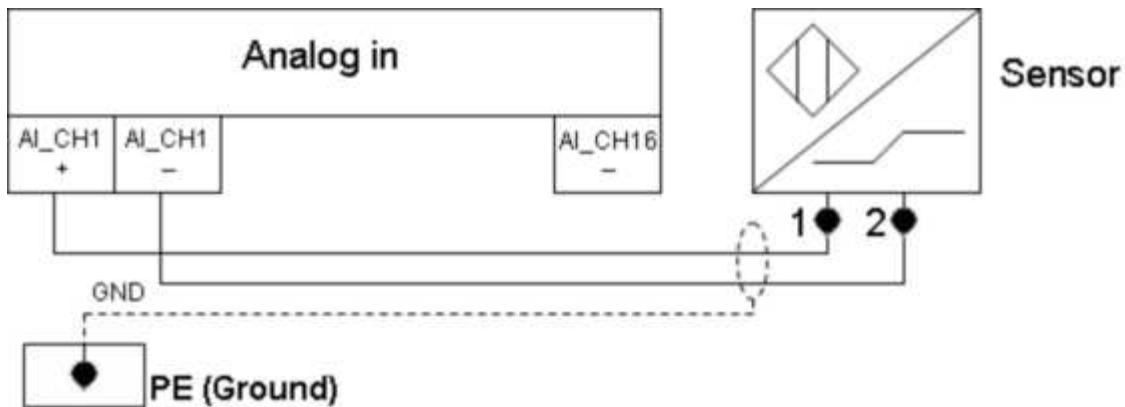 Analog in
Sensor
AI_CH1 AI_CH1 AI_CH16
+ – –
1 2
GND
PE (Ground)